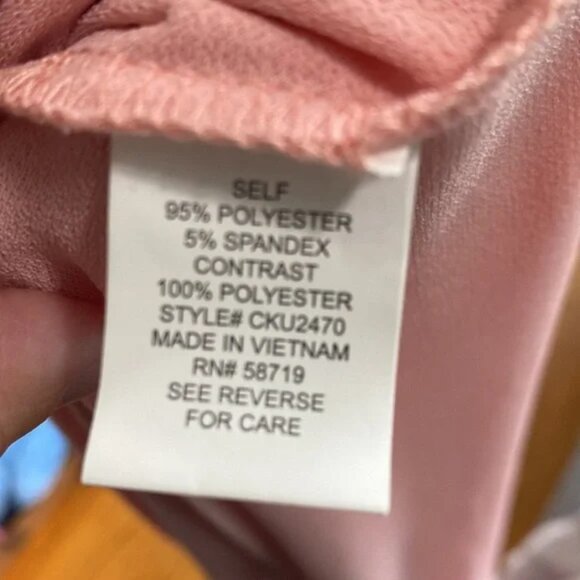 SELF
95% POLYESTER
5% SPANDEX
CONTRAST
100% POLYESTER
STYLE# CKU2470
MADE IN VIETNAM
RN# 58719
SEE REVERSE
FOR CARE